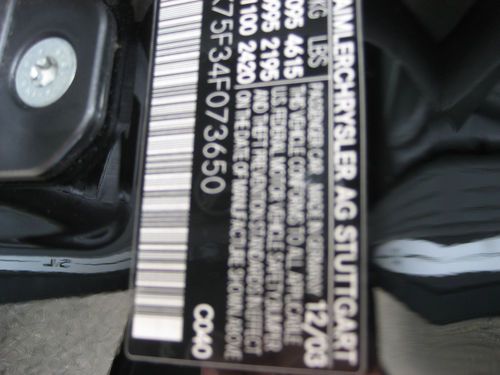 AIMLERCHRYSLER AG STUTTGART
KG LBS 12/03
095 4615 PASSENGER CAR MADE IN GERMANY
995 2195 THIS VEHICLE CONFORMS TO ALL APPLICABLE
1100 2420 U.S. FEDERAL MOTOR VEHICLE SAFETY BUMPER
AND THEFT PREVENTION STANDARDS IN EFFECT
ON THE DATE OF MANUFACTURE SHOWN ABOVE
K75F34F073650 C040